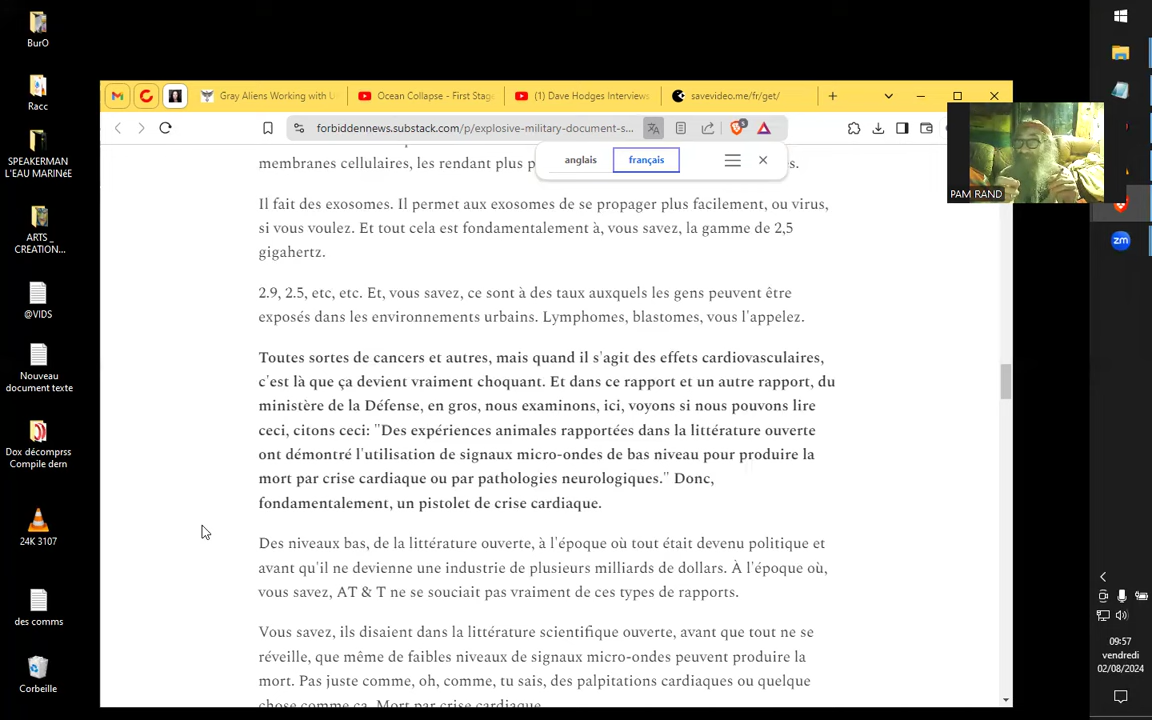 BurO
Racc
SPEAKERMAN
L'EAU MARINéE
ARTS _
CREATION...
@VIDS
Nouveau
document texte
Dox décomprss
Compile dern
24K 3107
des comms
Corbeille
Gray Aliens Working with U
Ocean Collapse - First Stag
(1) Dave Hodges Interviews
savevideo.me/fr/get/
forbiddennews.substack.com/p/explosive-military-document-s...
5
anglais
français
membranes cellulaires, les rendant plus p
s.
Il fait des exosomes. Il permet aux exosomes de se propager plus facilement, ou virus,
si vous voulez. Et tout cela est fondamentalement à, vous savez, la gamme de 2,5
gigahertz.
2.9, 2.5, etc, etc. Et, vous savez, ce sont à des taux auxquels les gens peuvent être
exposés dans les environnements urbains. Lymphomes, blastomes, vous l'appelez.
Toutes sortes de cancers et autres, mais quand il s'agit des effets cardiovasculaires,
c'est là que ça devient vraiment choquant. Et dans ce rapport et un autre rapport, du
ministère de la Défense, en gros, nous examinons, ici, voyons si nous pouvons lire
ceci, citons ceci: "Des expériences animales rapportées dans la littérature ouverte
ont démontré l'utilisation de signaux micro-ondes de bas niveau pour produire la
mort par crise cardiaque ou par pathologies neurologiques." Donc,
fondamentalement, un pistolet de crise cardiaque.
Des niveaux bas, de la littérature ouverte, à l'époque où tout était devenu politique et
avant qu'il ne devienne une industrie de plusieurs milliards de dollars. À l'époque où,
vous savez, AT & T ne se souciait pas vraiment de ces types de rapports.
Vous savez, ils disaient dans la littérature scientifique ouverte, avant que tout ne se
réveille, que même de faibles niveaux de signaux micro-ondes peuvent produire la
mort. Pas juste comme, oh, comme, tu sais, des palpitations cardiaques ou quelque
chose comme ça. Mort par crise cardiaque.
PAM RAND
zm
09:57
vendredi
02/08/2024